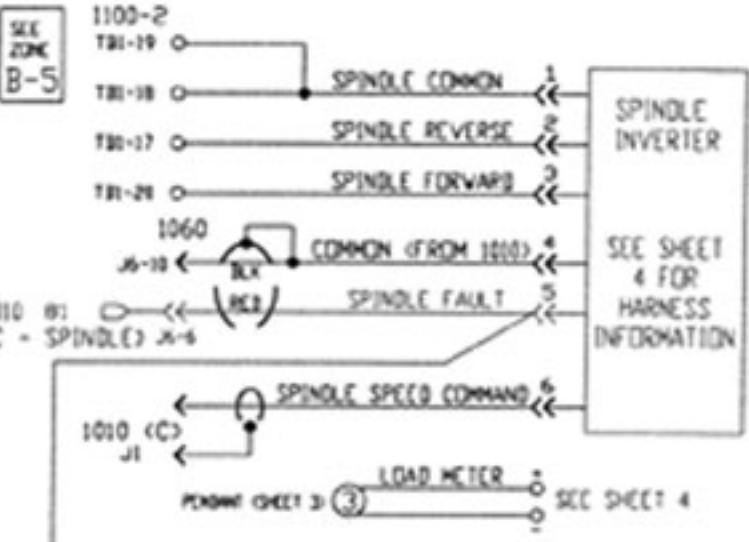 SEE
ZONE
B-5
1100-2
TB1-19
TB1-18
SPINDLE COMMON
1
TB1-17
SPINDLE REVERSE
2
TB1-20
SPINDLE FORWARD
3
SPINDLE
INVERTER
1060
J6-10
BLK
COMMON (FROM 1010)
4
SEE SHEET
4 FOR
HARNESS
INFORMATION
RED
SPINDLE FAULT
5
- SPINDLE) J6-6
SPINDLE SPEED COMMAND
6
1010 (C)
J1
PENDANT (SHEET 3)
3
LOAD METER
+
-
SEE SHEET 4